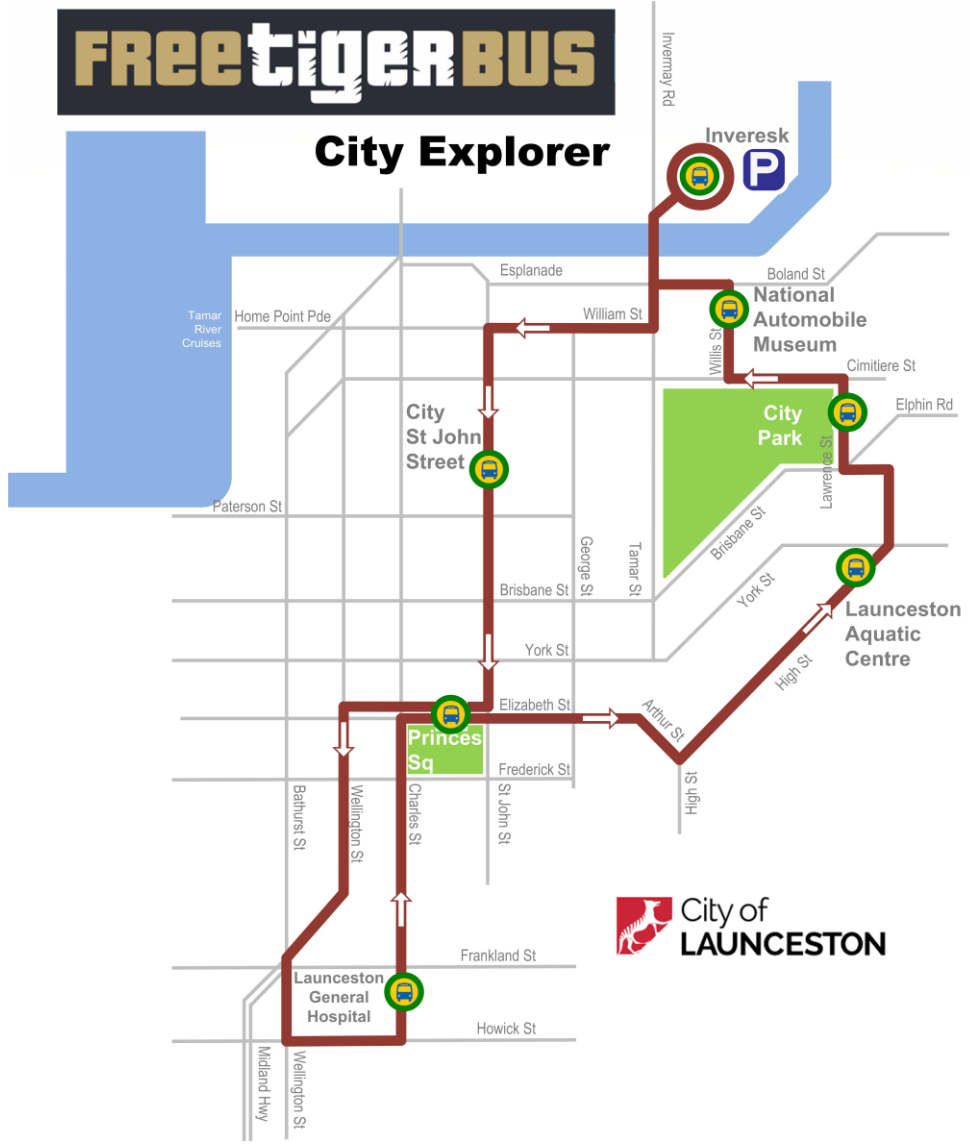 FREE tiger BUS
City Explorer
Invermay Rd
Inveresk
P
Esplanade
Boland St
Tamar
River
Cruises
Home Point Pde
William St
National
Automobile
Museum
Willis St
Cimitiere St
City
St John
Street
City
Park
Elphin Rd
Lawrence St
Paterson St
George St
Tamar St
Brisbane St
Brisbane St
York St
Launceston
Aquatic
Centre
York St
High St
Elizabeth St
Arthur St
Princes
Sq
Frederick St
High St
Bathurst St
Wellington St
Charles St
St John St
City of
LAUNCESTON
Frankland St
Launceston
General
Hospital
Howick St
Midland Hwy
Wellington St